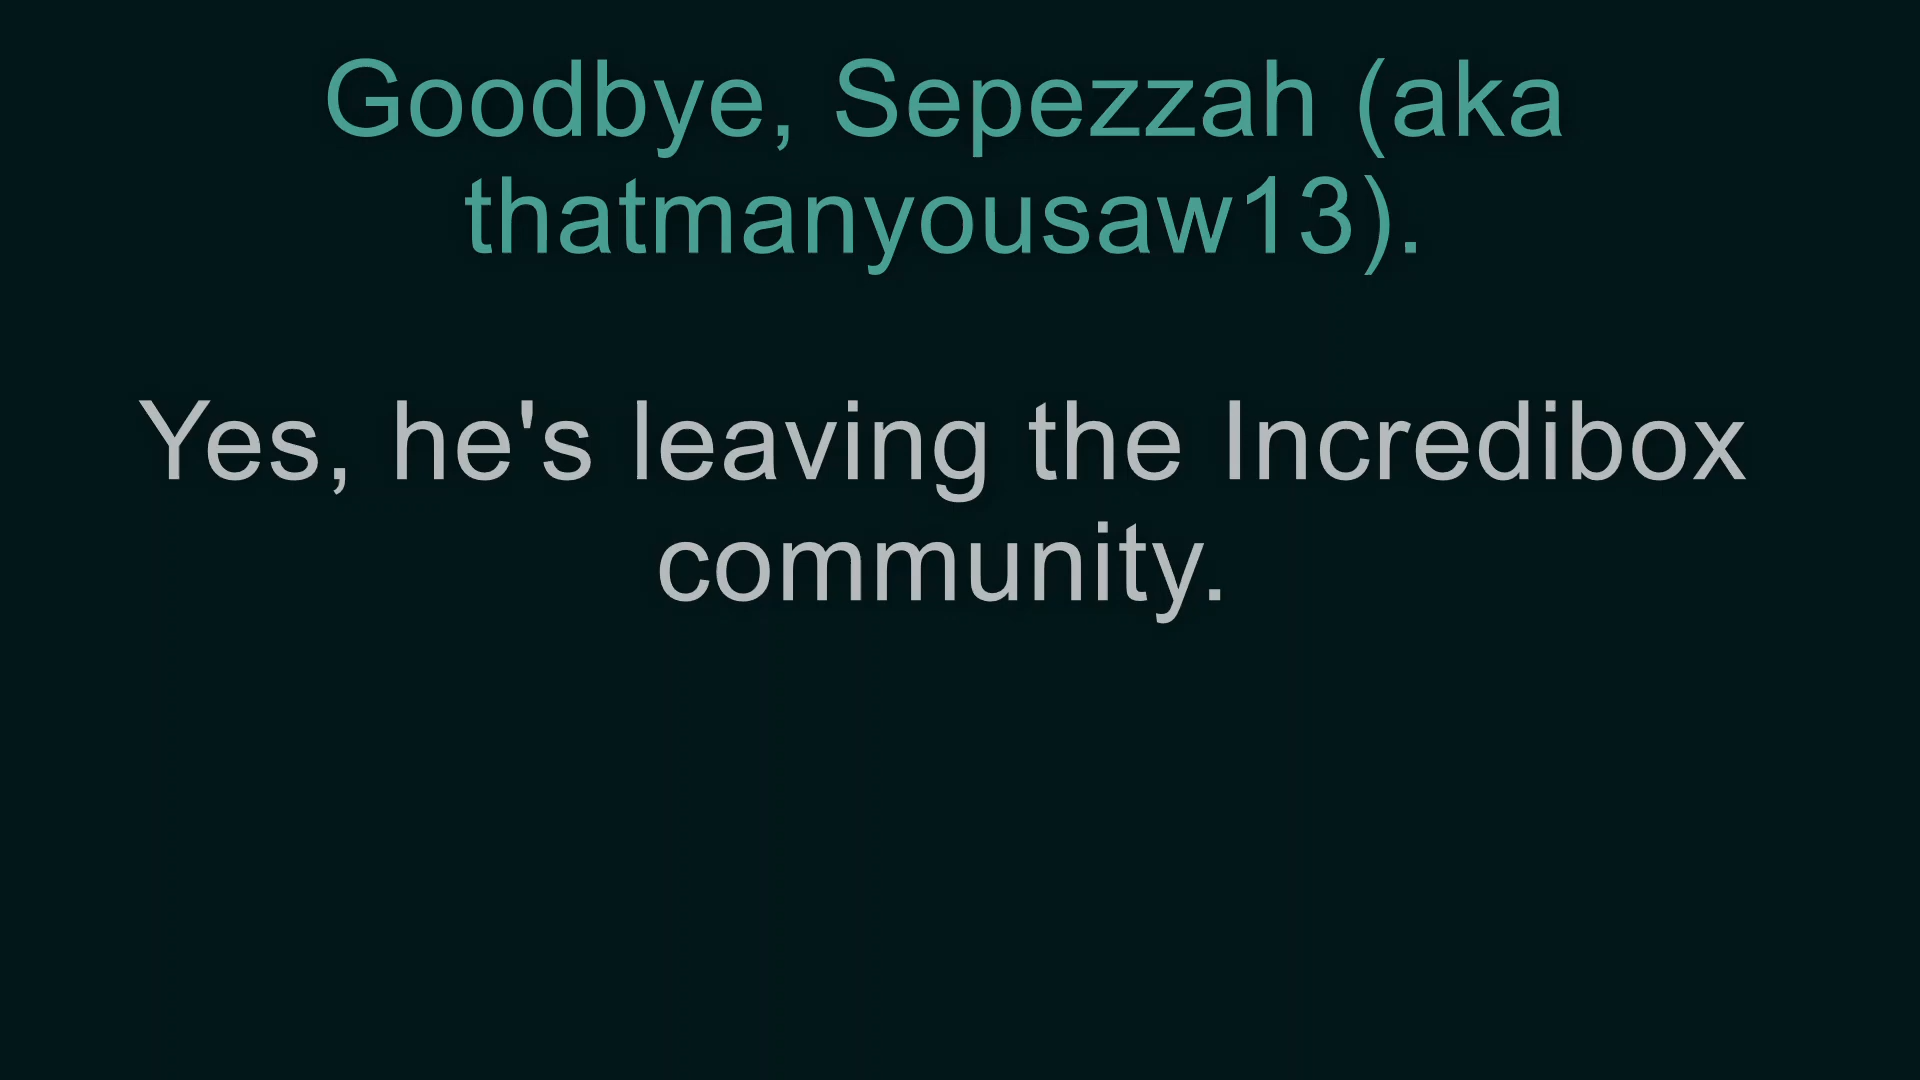 Goodbye, Sepezzah (aka
thatmanyousaw13).
Yes, he's leaving the Incredibox
community.